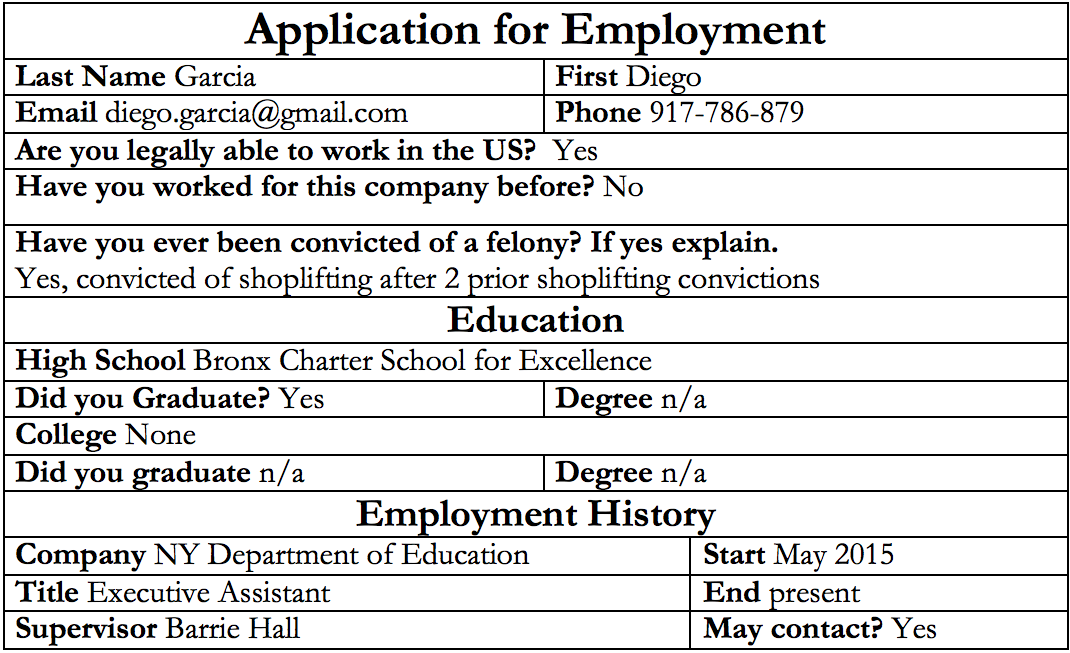 Application for Employment
Last Name Garcia First Diego
Email diego.garcia@gmail.com Phone 917-786-879
Are you legally able to work in the US? Yes
Have you worked for this company before? No
Have you ever been convicted of a felony? If yes explain.
Yes, convicted of shoplifting after 2 prior shoplifting convictions
Education
High School Bronx Charter School for Excellence
Did you Graduate? Yes Degree n/a
College None
Did you graduate n/a Degree n/a
Employment History
Company NY Department of Education Start May 2015
Title Executive Assistant End present
Supervisor Barrie Hall May contact? Yes